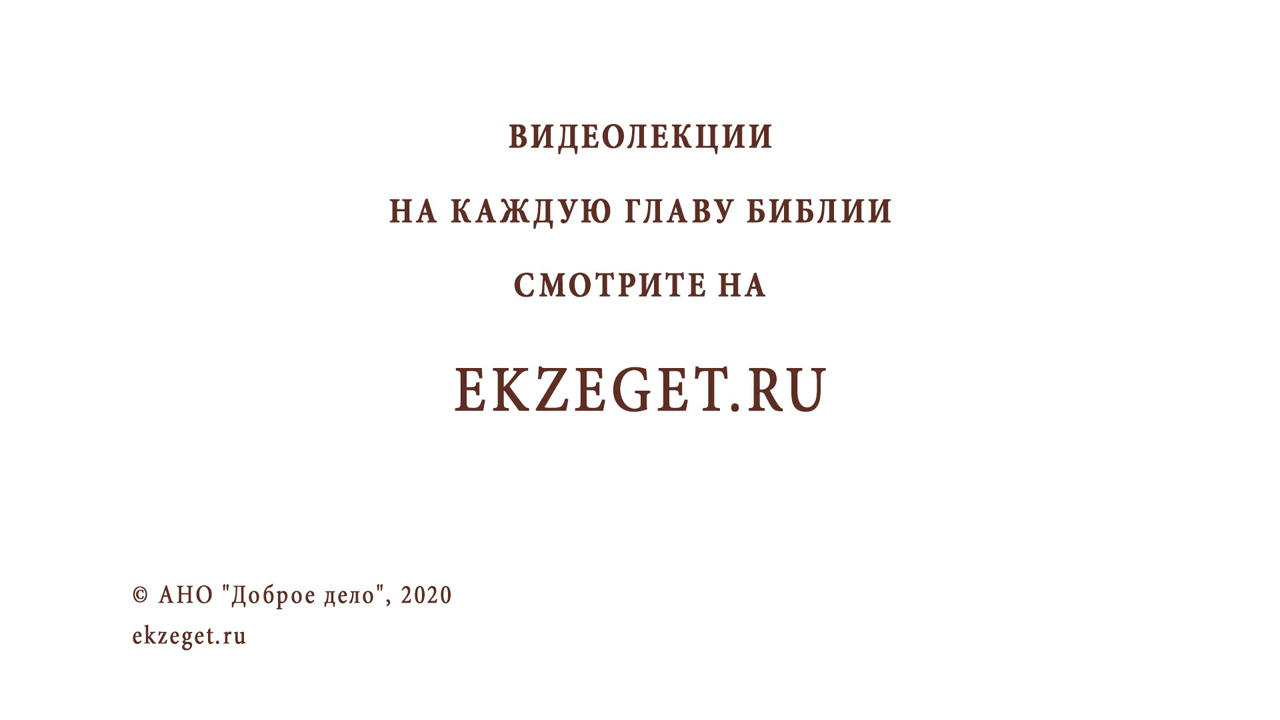 ВИДЕОЛЕКЦИИ
НА КАЖДУЮ ГЛАВУ БИБЛИИ
СМОТРИТЕ НА
EKZEGET.RU
© АНО "Доброе дело", 2020
ekzeget.ru